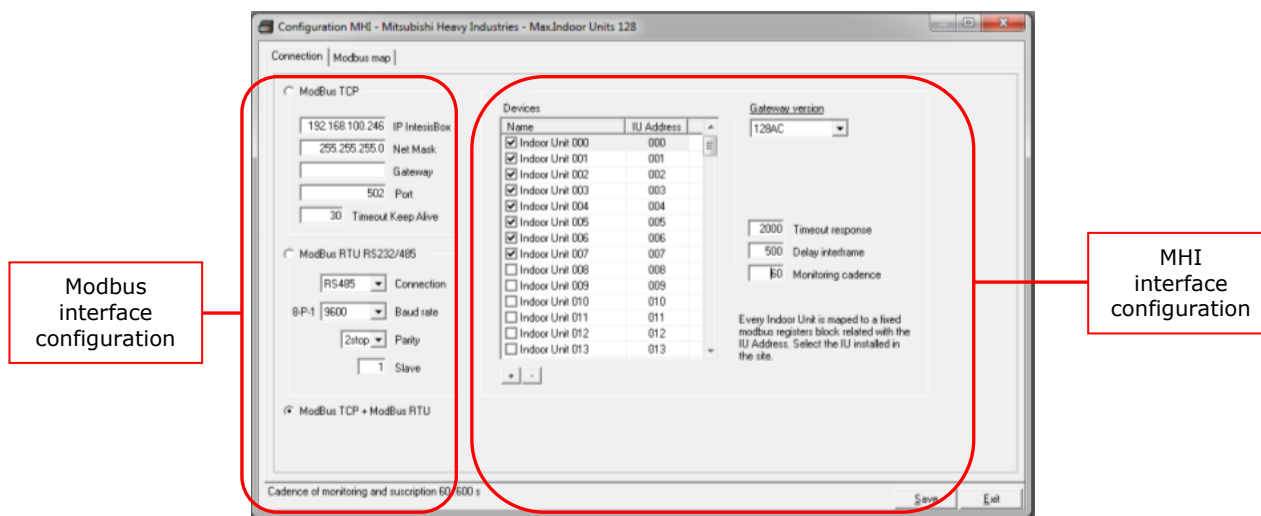 Configuration MHI - Mitsubishi Heavy Industries - Max.Indoor Units 128
Connection
Modbus map
ModBus TCP
192.168.100.246 IP IntesisBox
255.255.255.0 Net Mask
Gateway
502 Port
30 Timeout Keep Alive
ModBus RTU RS232/485
RS485 Connection
8-P-1 9600 Baud rate
2stop Parity
1 Slave
ModBus TCP + ModBus RTU
Devices
Name IU Address
Indoor Unit 000 000
Indoor Unit 001 001
Indoor Unit 002 002
Indoor Unit 003 003
Indoor Unit 004 004
Indoor Unit 005 005
Indoor Unit 006 006
Indoor Unit 007 007
Indoor Unit 008 008
Indoor Unit 009 009
Indoor Unit 010 010
Indoor Unit 011 011
Indoor Unit 012 012
Indoor Unit 013 013
+ -
Gateway version
128AC
2000 Timeout response
500 Delay interframe
60 Monitoring cadence
Every Indoor Unit is maped to a fixed
modbus registers block related with the
IU Address. Select the IU installed in
the site.
Cadence of monitoring and suscription 60/600 s
Save Exit
Modbus
interface
configuration
MHI
interface
configuration